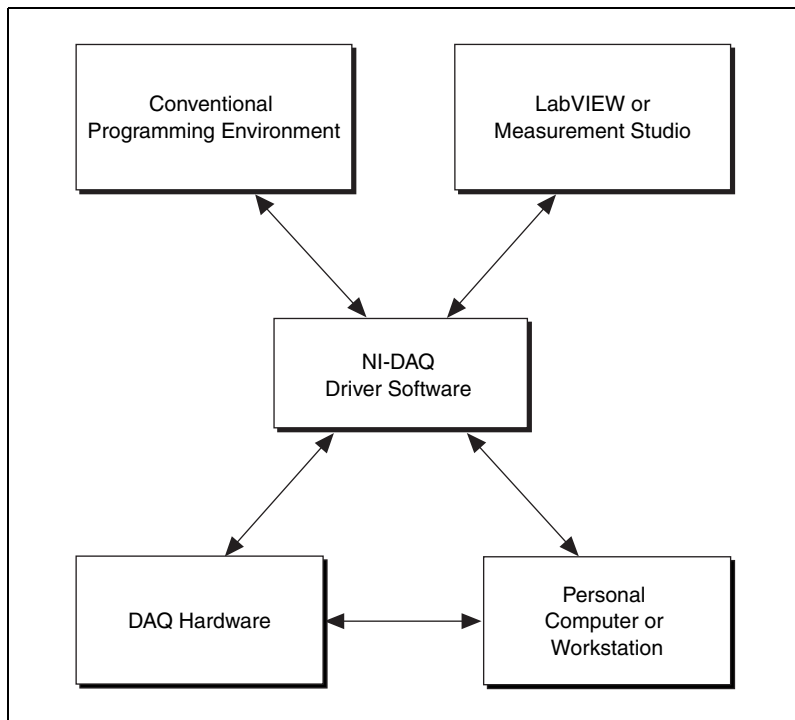 Conventional
Programming Environment
LabVIEW or
Measurement Studio
NI-DAQ
Driver Software
DAQ Hardware
Personal
Computer or
Workstation